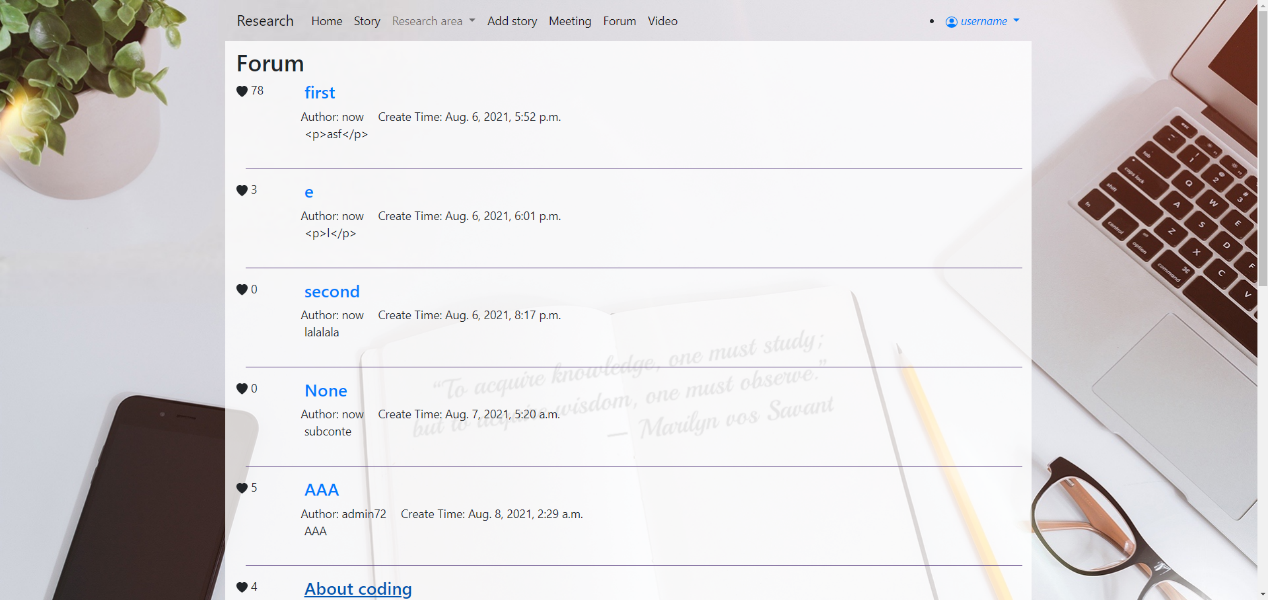 Research Home Story Research area Add story Meeting Forum Video username
Forum
78 first
Author: now Create Time: Aug. 6, 2021, 5:52 p.m.
<p>asf</p>
3 e
Author: now Create Time: Aug. 6, 2021, 6:01 p.m.
<p>l</p>
0 second
Author: now Create Time: Aug. 6, 2021, 8:17 p.m.
lalalala
“To acquire knowledge, one must study;
but to acquire wisdom, one must observe.”
— Marilyn vos Savant
0 None
Author: now Create Time: Aug. 7, 2021, 5:20 a.m.
subconte
5 AAA
Author: admin72 Create Time: Aug. 8, 2021, 2:29 a.m.
AAA
4 About coding